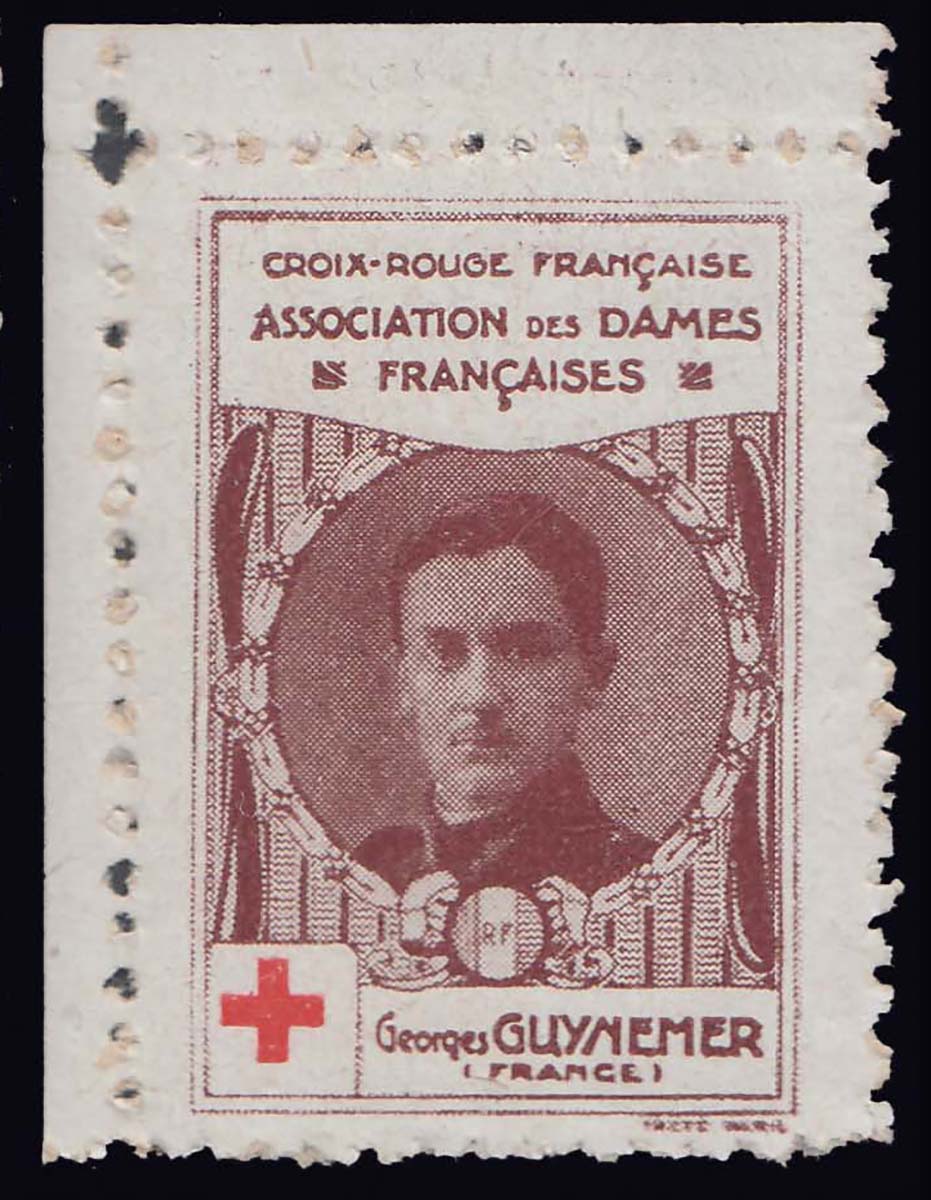 CROIX-ROUGE FRANÇAISE
ASSOCIATION DES DAMES
FRANÇAISES
RF
Georges GUYNEMER
(FRANCE)